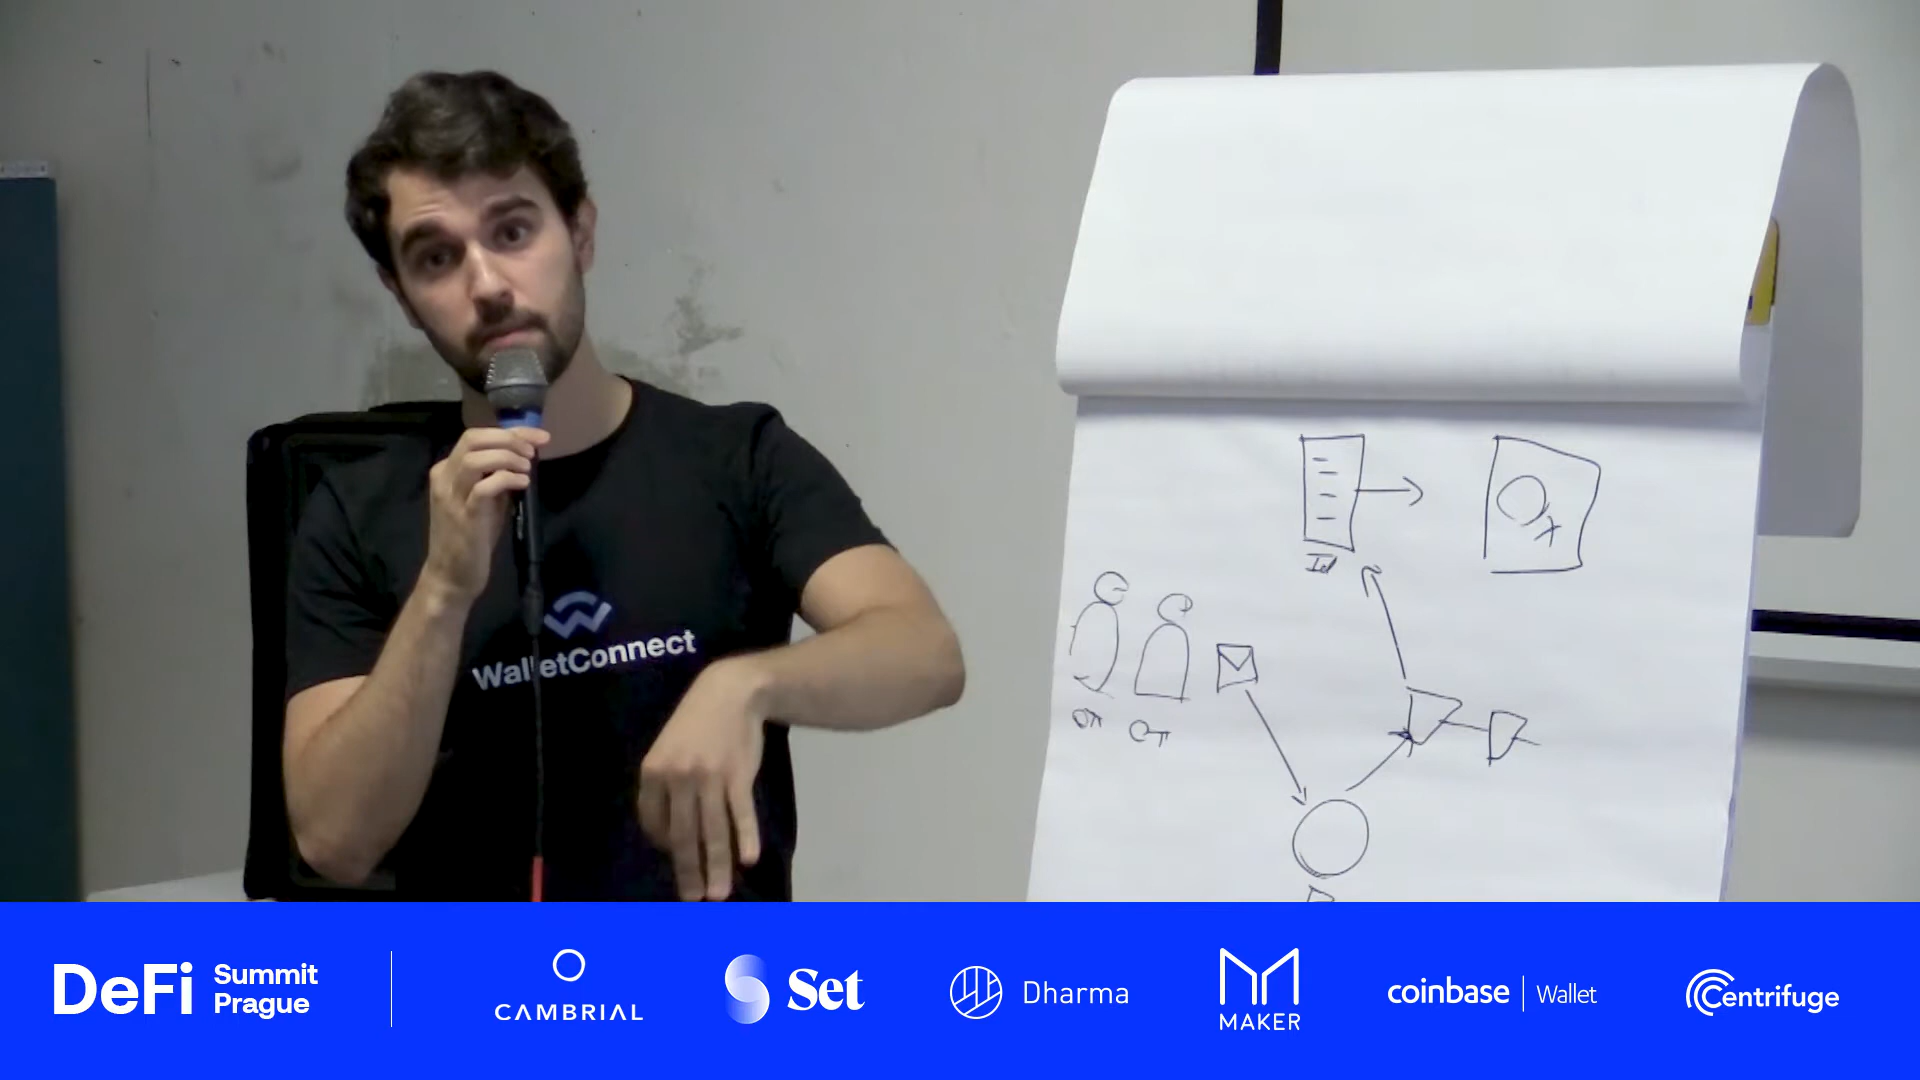 WalletConnect
DeFi Summit Prague
CAMBRIAL
Set
Dharma
MAKER
coinbase | Wallet
Centrifuge